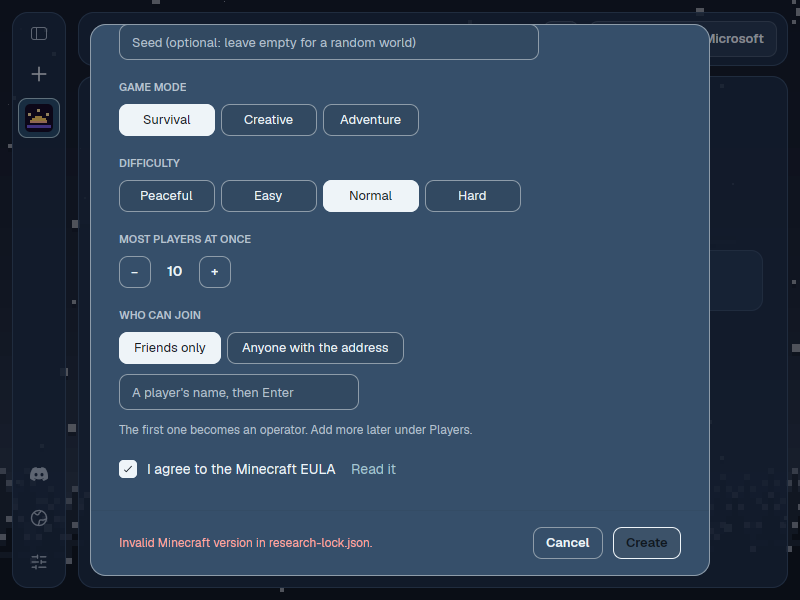 Microsoft
Seed (optional: leave empty for a random world)
GAME MODE
Survival Creative Adventure
DIFFICULTY
Peaceful Easy Normal Hard
MOST PLAYERS AT ONCE
– 10 +
WHO CAN JOIN
Friends only Anyone with the address
A player's name, then Enter
The first one becomes an operator. Add more later under Players.
I agree to the Minecraft EULA Read it
Invalid Minecraft version in research-lock.json. Cancel Create